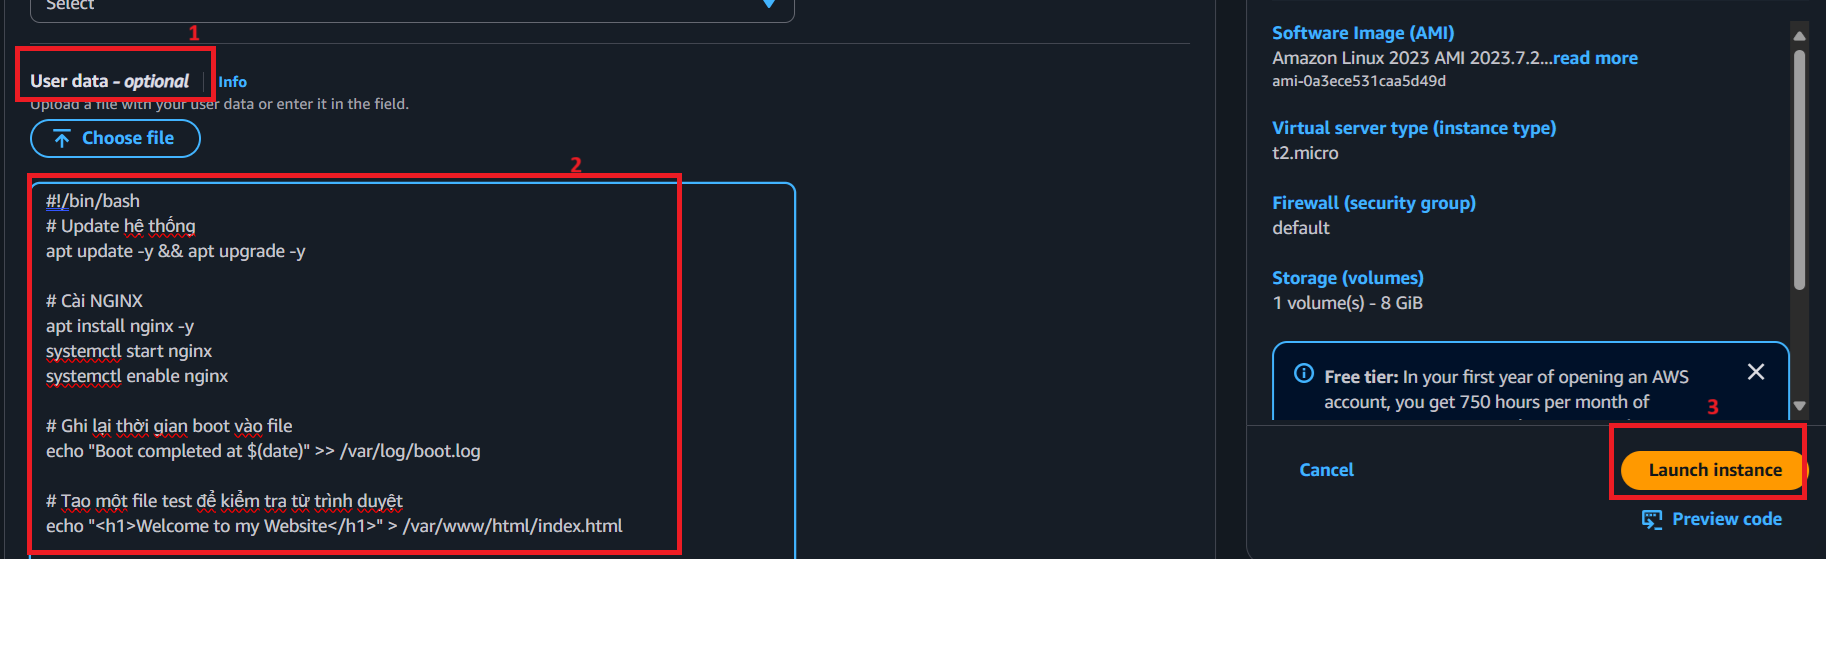 Select
1
User data - optional
Info
Upload a file with your user data or enter it in the field.
Choose file
2
#!/bin/bash
# Update hệ thống
apt update -y && apt upgrade -y
# Cài NGINX
apt install nginx -y
systemctl start nginx
systemctl enable nginx
# Ghi lại thời gian boot vào file
echo "Boot completed at $(date)" >> /var/log/boot.log
# Tạo một file test để kiểm tra từ trình duyệt
echo "<h1>Welcome to my Website</h1>" > /var/www/html/index.html
Software Image (AMI)
Amazon Linux 2023 AMI 2023.7.2...read more
ami-0a3ece531caa5d49d
Virtual server type (instance type)
t2.micro
Firewall (security group)
default
Storage (volumes)
1 volume(s) - 8 GiB
Free tier: In your first year of opening an AWS
account, you get 750 hours per month of
3
Cancel
Launch instance
Preview code